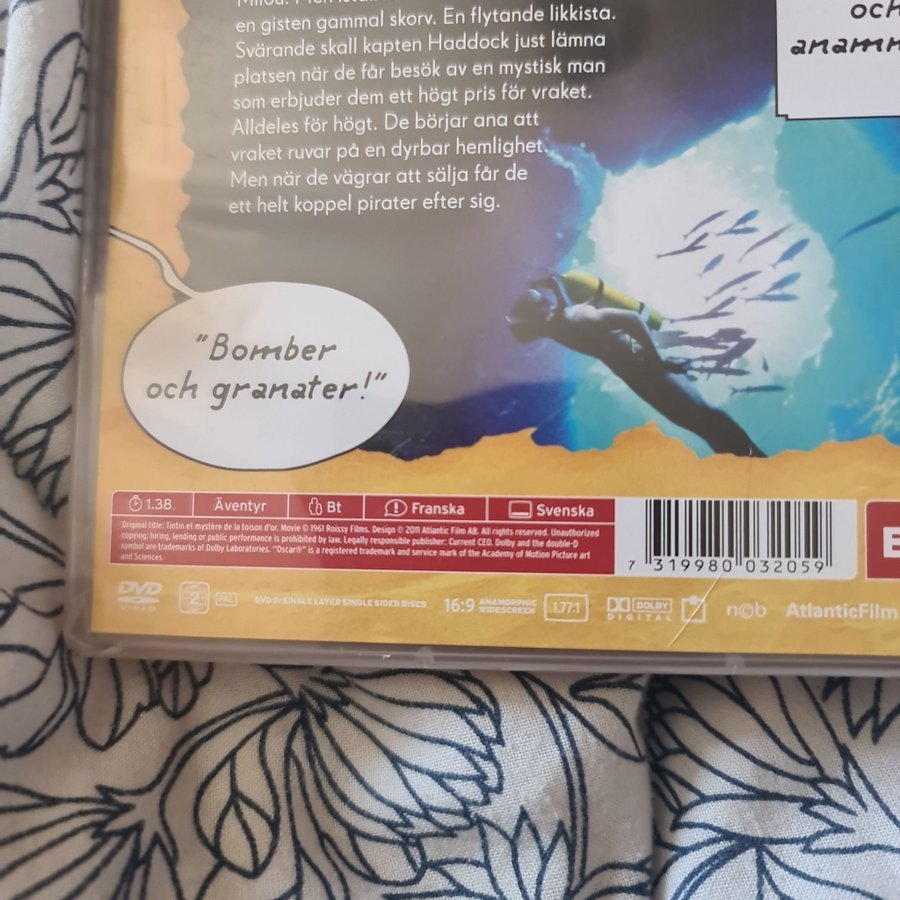 Milou. Men istäl
en gisten gammal skorv. En flytande likkista.
Svärande skall kapten Haddock just lämna
platsen när de får besök av en mystisk man
som erbjuder dem ett högt pris för vraket.
Alldeles för högt. De börjar ana att
vraket ruvar på en dyrbar hemlighet.
Men när de vägrar att sälja får de
ett helt koppel pirater efter sig.
och
anamm
"Bomber
och granater!"
1.38. Äventyr Bt Franska Svenska
Original title: Tintin et mystère de la toison d'or. Movie © 1961 Roissy Films. Design © 2011 Atlantic Film AB. All rights reserved. Unauthorized
copying, hiring, lending or public performance is prohibited by law. Legally responsible publisher: Current CEO. Dolby and the double-D
symbol are trademarks of Dolby Laboratories. "Oscar®" is a registered trademark and service mark of the Academy of Motion Picture art
and Sciences.
7 319980 032059
DVD VIDEO 2 PAL DVD 5: SINGLE LAYER SINGLE SIDED DISCS 16:9 ANAMORPHIC WIDESCREEN 1.77:1 DOLBY DIGITAL ncb AtlanticFilm